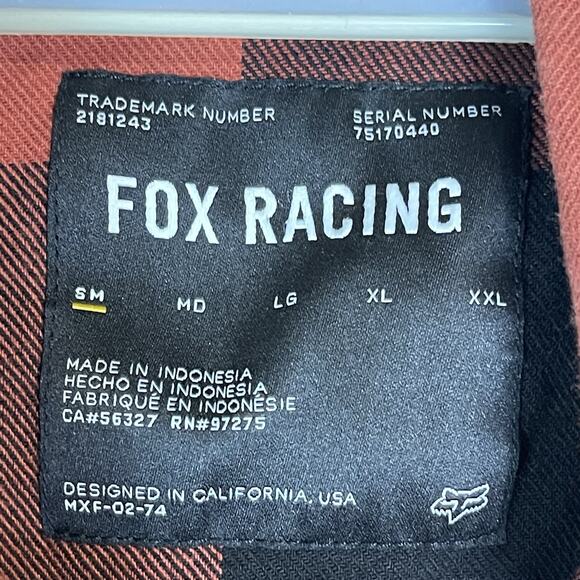 TRADEMARK NUMBER
2181243
SERIAL NUMBER
75170440
FOX RACING
SM MD LG XL XXL
MADE IN INDONESIA
HECHO EN INDONESIA
FABRIQUÉ EN INDONÉSIE
CA#56327 RN#97275
DESIGNED IN CALIFORNIA, USA
MXF-02-74